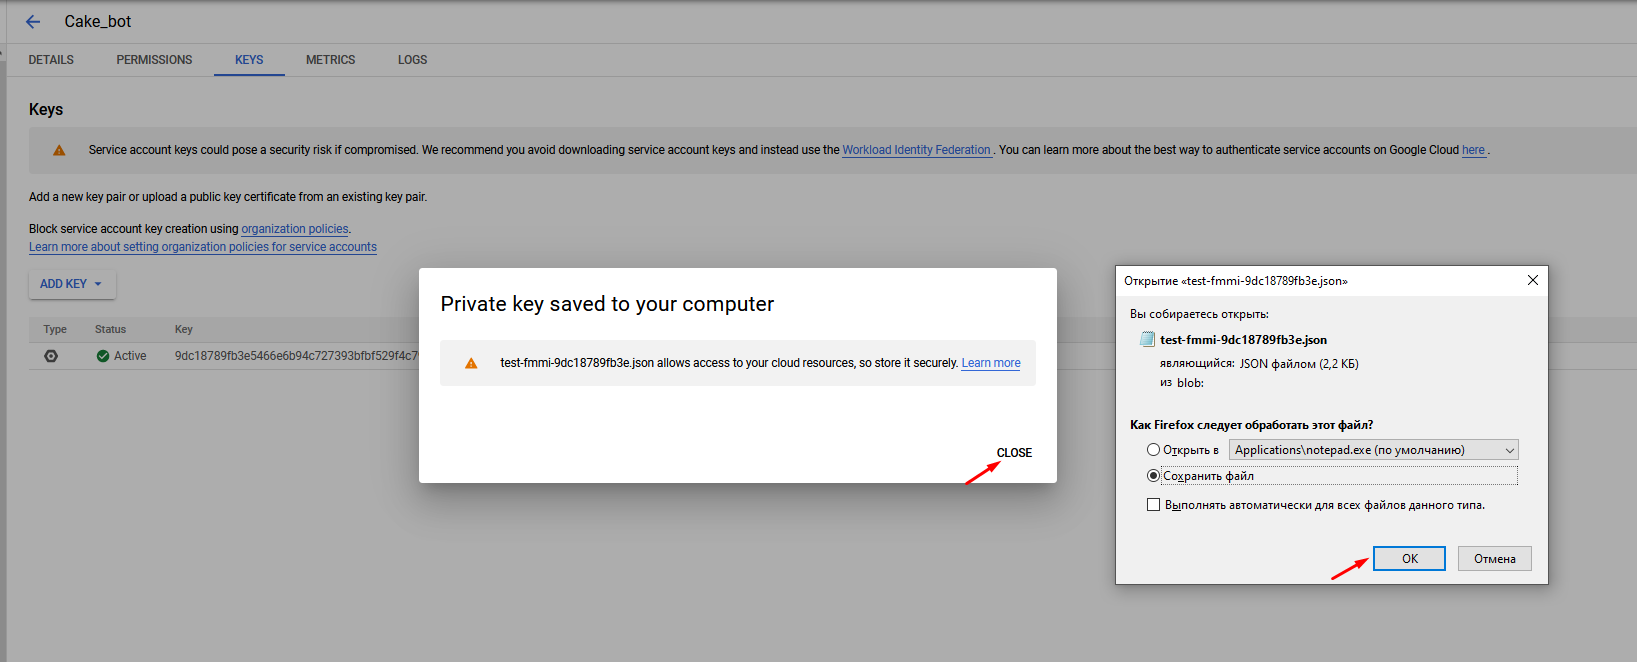 Cake_bot
DETAILS PERMISSIONS KEYS METRICS LOGS
Keys
Service account keys could pose a security risk if compromised. We recommend you avoid downloading service account keys and instead use the Workload Identity Federation . You can learn more about the best way to authenticate service accounts on Google Cloud here .
Add a new key pair or upload a public key certificate from an existing key pair.
Block service account key creation using organization policies.
Learn more about setting organization policies for service accounts
ADD KEY
Type Status Key
Active 9dc18789fb3e5466e6b94c727393bfbf529f4c7
Private key saved to your computer
test-fmmi-9dc18789fb3e.json allows access to your cloud resources, so store it securely. Learn more
CLOSE
Открытие «test-fmmi-9dc18789fb3e.json»
Вы собираетесь открыть:
test-fmmi-9dc18789fb3e.json
являющийся: JSON файлом (2,2 КБ)
из blob:
Как Firefox следует обработать этот файл?
Открыть в Applications\notepad.exe (по умолчанию)
Сохранить файл
Выполнять автоматически для всех файлов данного типа.
ОК Отмена